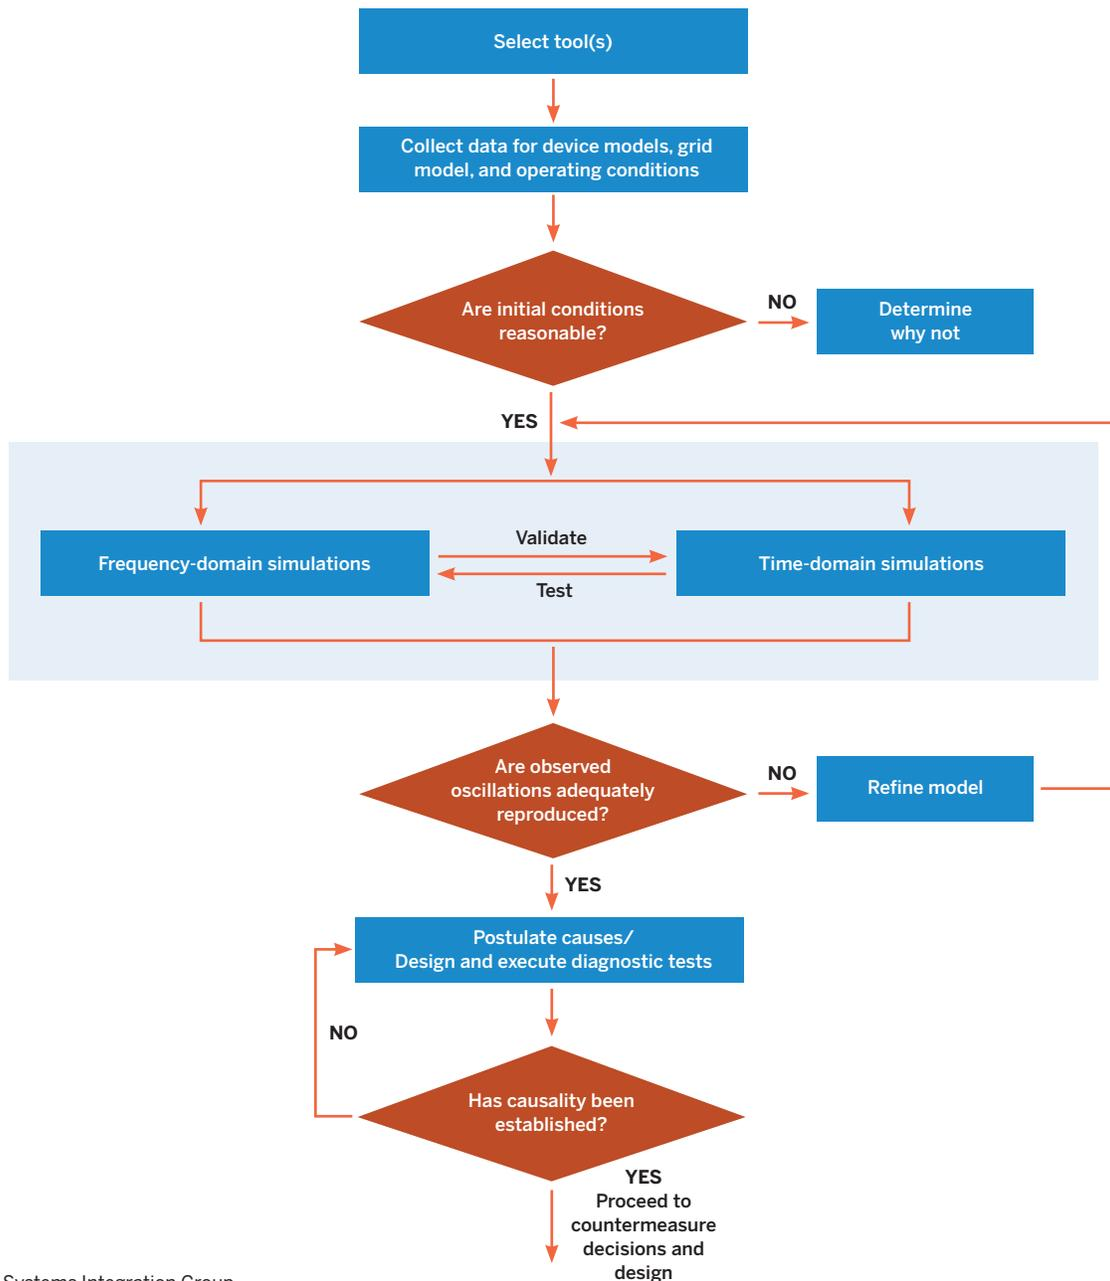 Select tool(s)
Collect data for device models, grid
model, and operating conditions
Are initial conditions
reasonable?
NO
Determine
why not
YES
Validate
Frequency-domain simulations
Time-domain simulations
Test
Are observed
oscillations adequately
reproduced?
NO
Refine model
YES
Postulate causes/
Design and execute diagnostic tests
NO
Has causality been
established?
YES
Proceed to
countermeasure
decisions and
design
Systems Integration Group